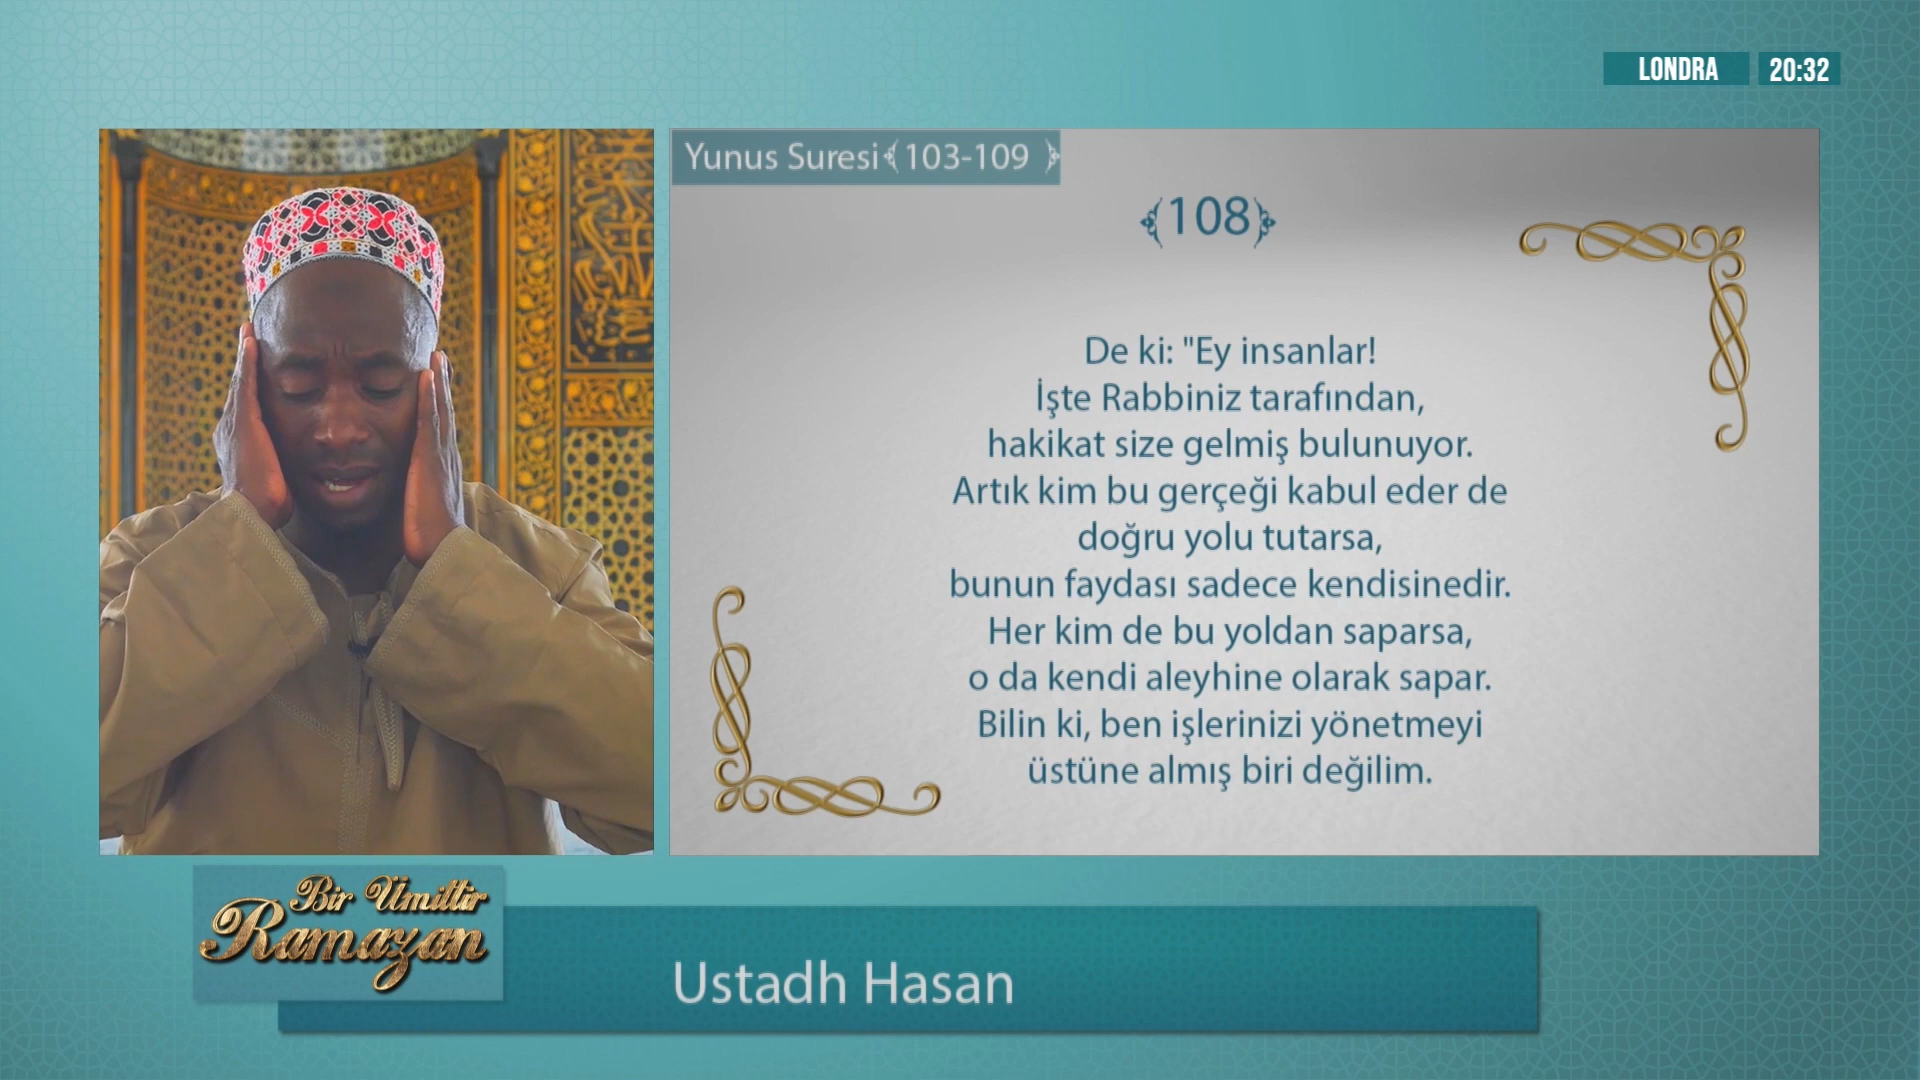 LONDRA 20:32
Yunus Suresi 103-109
108
De ki: "Ey insanlar!
İşte Rabbiniz tarafından,
hakikat size gelmiş bulunuyor.
Artık kim bu gerçeği kabul eder de
doğru yolu tutarsa,
bunun faydası sadece kendisinedir.
Her kim de bu yoldan saparsa,
o da kendi aleyhine olarak sapar.
Bilin ki, ben işlerinizi yönetmeyi
üstüne almış biri değilim.
Bir Ümittir
Ramazan
Ustadh Hasan